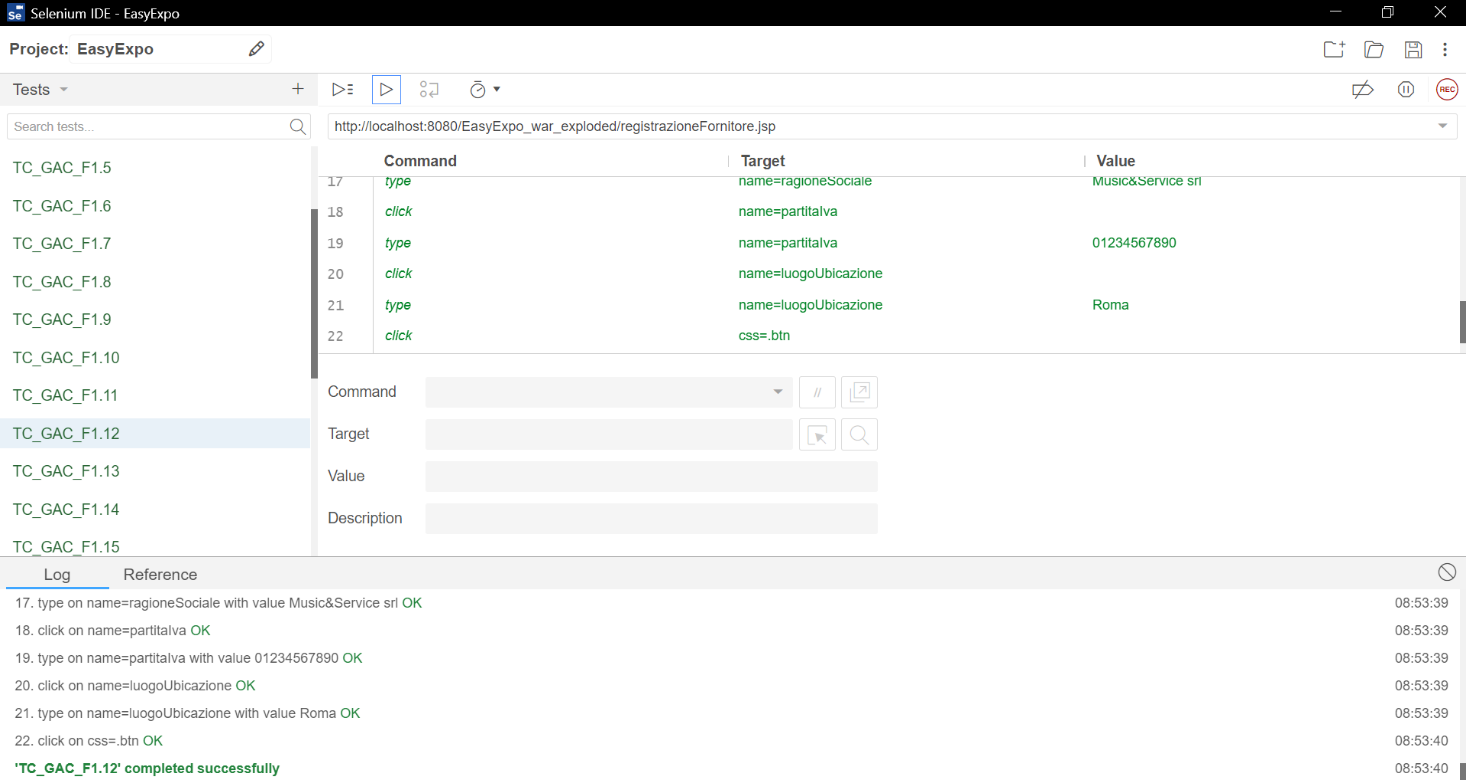 Se Selenium IDE - EasyExpo
Project: EasyExpo
Tests
Search tests...
TC_GAC_F1.5
TC_GAC_F1.6
TC_GAC_F1.7
TC_GAC_F1.8
TC_GAC_F1.9
TC_GAC_F1.10
TC_GAC_F1.11
TC_GAC_F1.12
TC_GAC_F1.13
TC_GAC_F1.14
TC_GAC_F1.15
REC
http://localhost:8080/EasyExpo_war_exploded/registrazioneFornitore.jsp
Command Target Value
17 type name=ragioneSociale Music&Service srl
18 click name=partitaIva
19 type name=partitaIva 01234567890
20 click name=luogoUbicazione
21 type name=luogoUbicazione Roma
22 click css=.btn
Command //
Target
Value
Description
Log Reference
17. type on name=ragioneSociale with value Music&Service srl OK 08:53:39
18. click on name=partitaIva OK 08:53:39
19. type on name=partitaIva with value 01234567890 OK 08:53:39
20. click on name=luogoUbicazione OK 08:53:39
21. type on name=luogoUbicazione with value Roma OK 08:53:39
22. click on css=.btn OK 08:53:40
'TC_GAC_F1.12' completed successfully 08:53:40